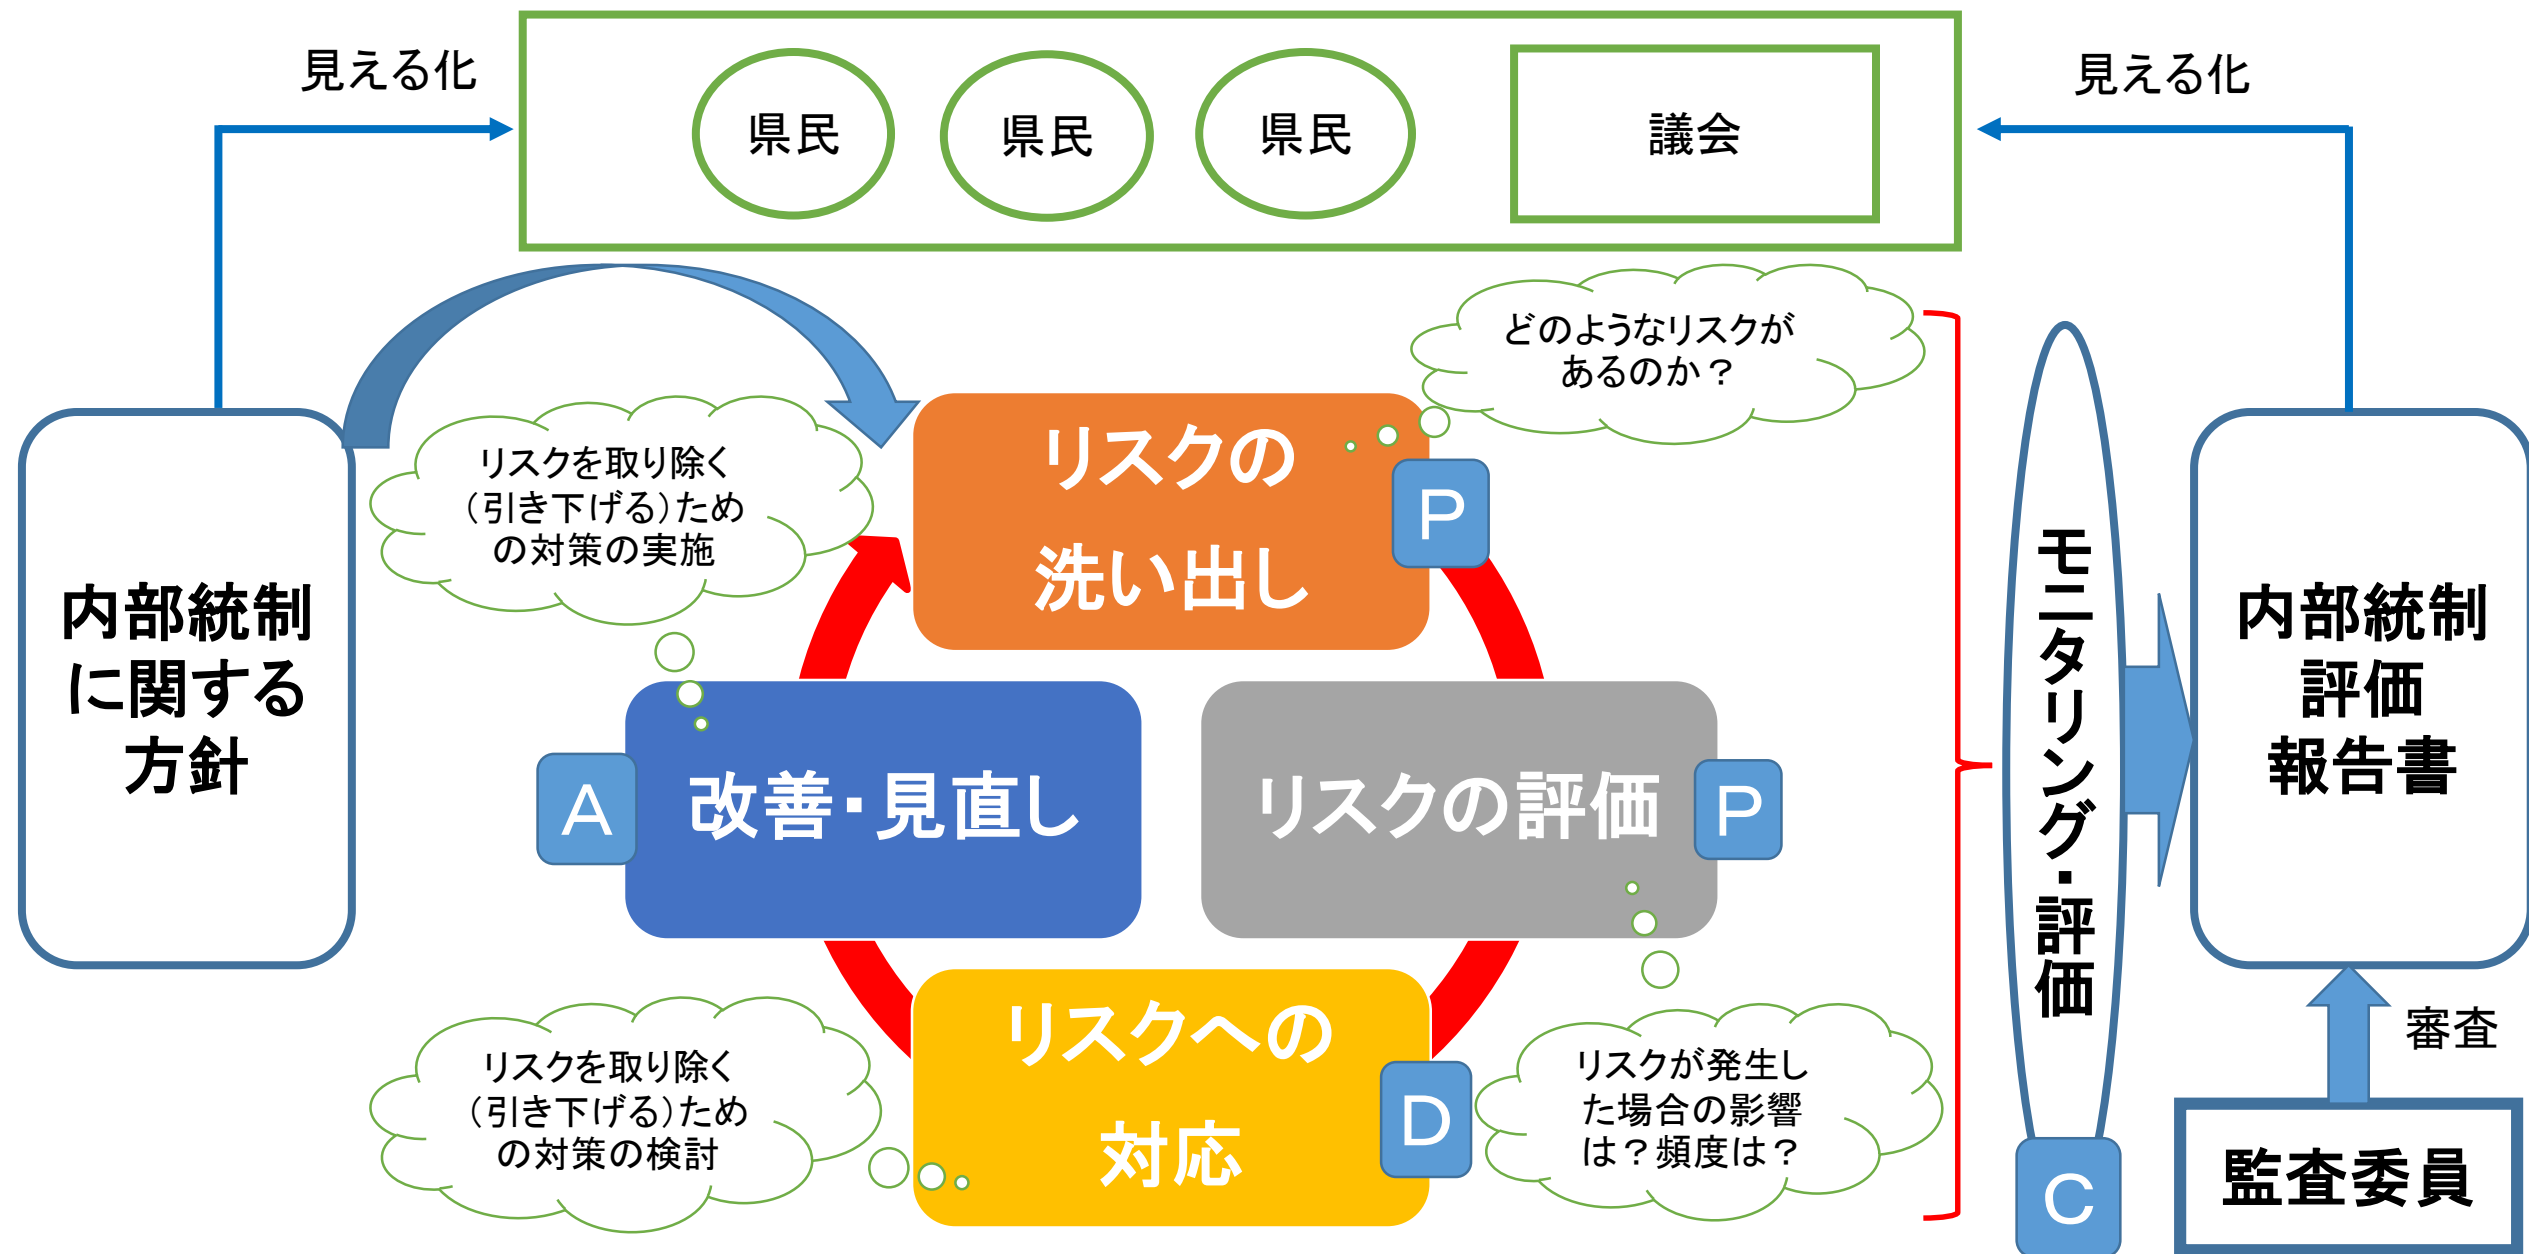 見える化
県民
県民
県民
議会
見える化
どのようなリスクが
あるのか？
リスクを取り除く
（引き下げる）ため
の対策の実施
リスクの
洗い出し
P
内部統制
に関する
方針
改善・見直し
A
リスクの評価
P
モニタリング・評価
C
内部統制
評価
報告書
リスクへの
対応
D
リスクを取り除く
（引き下げる）ため
の対策の検討
リスクが発生し
た場合の影響
は？頻度は？
審査
監査委員